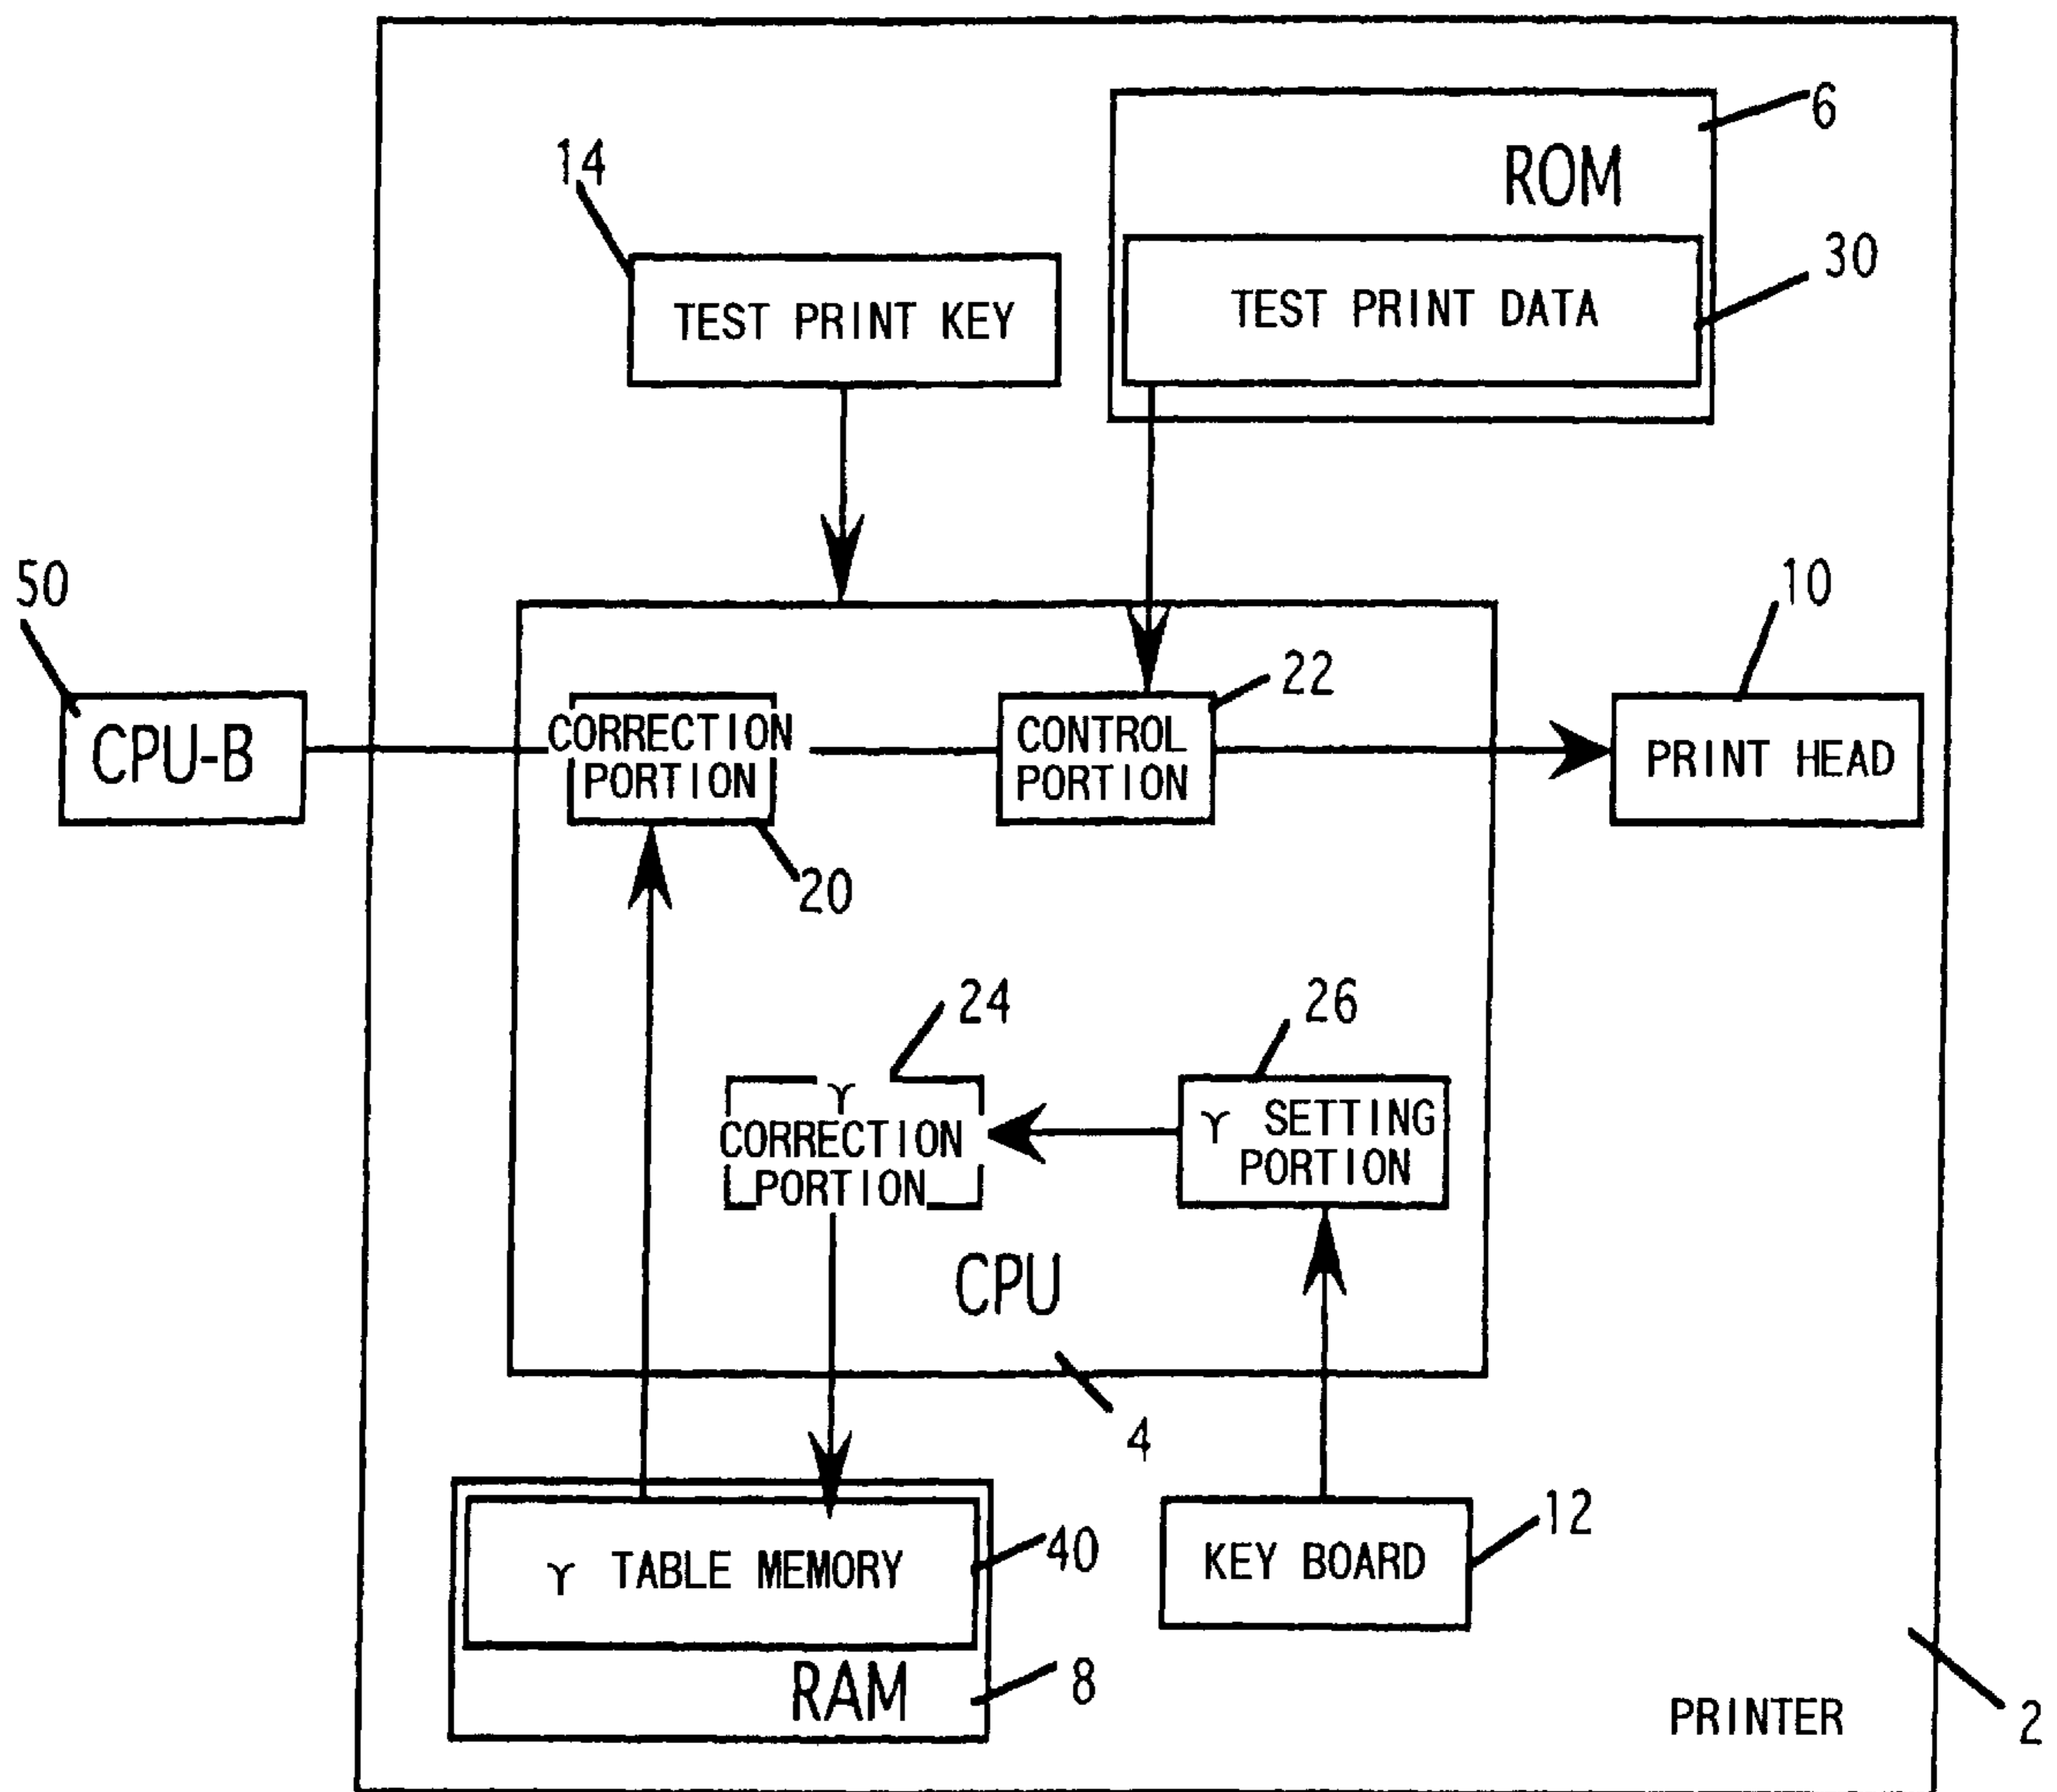 6
ROM
14
30
TEST PRINT KEY
TEST PRINT DATA
50
10
22
CPU-B
CORRECTION
PORTION
CONTROL
PORTION
PRINT HEAD
20
24
26
γ
CORRECTION
PORTION
γ SETTING
PORTION
CPU
4
12
40
γ TABLE MEMORY
KEY BOARD
RAM
8
PRINTER
2